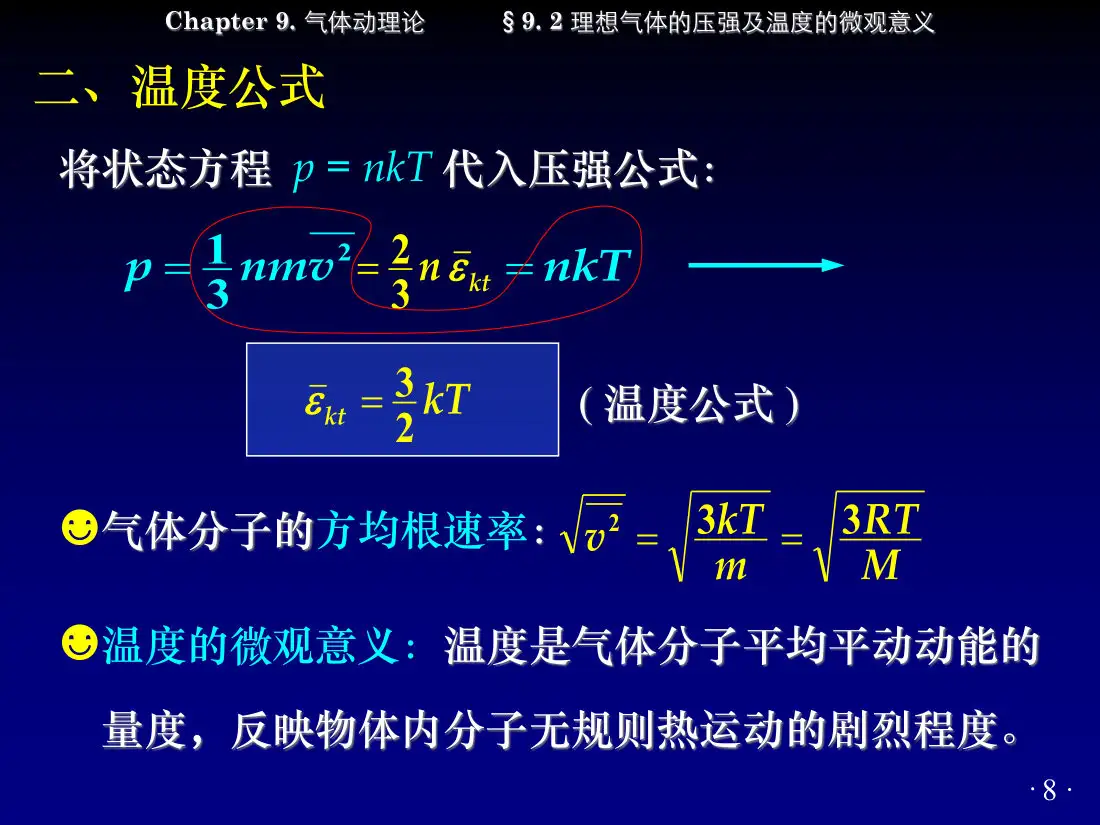 Chapter 9. 气体动理论 §9. 2 理想气体的压强及温度的微观意义
二、温度公式
将状态方程 p = nkT 代入压强公式：
p = 1/3 nm\overline{v^2} = 2/3 n ε̄_kt = nkT
ε̄_kt = 3/2 kT （温度公式）
气体分子的方均根速率：√\overline{v^2} = √(3kT/m) = √(3RT/M)
温度的微观意义：温度是气体分子平均平动动能的
量度，反映物体内分子无规则热运动的剧烈程度。
·8·